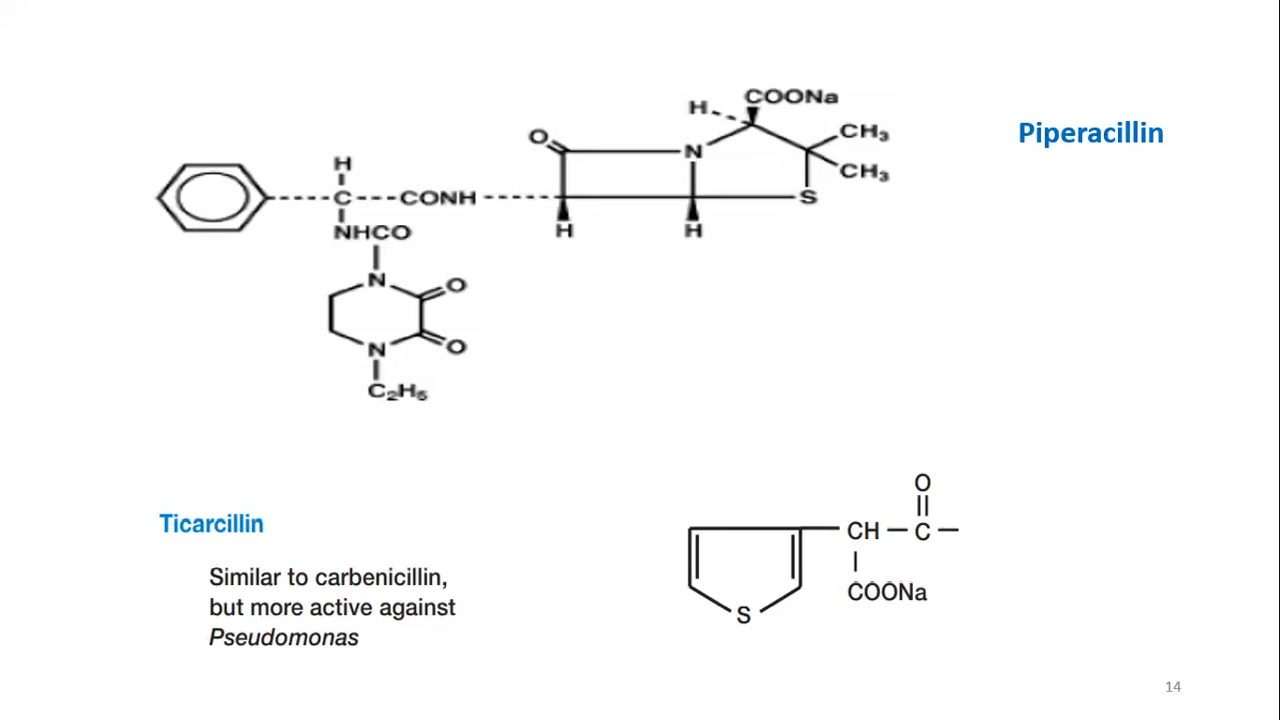 Piperacillin
H COONa
O N CH₃
CH₃
H
C CONH S
NHCO H H
N O
N O
C₂H₅
O
Ticarcillin
CH C
Similar to carbenicillin,
COONa
but more active against
S
Pseudomonas
14